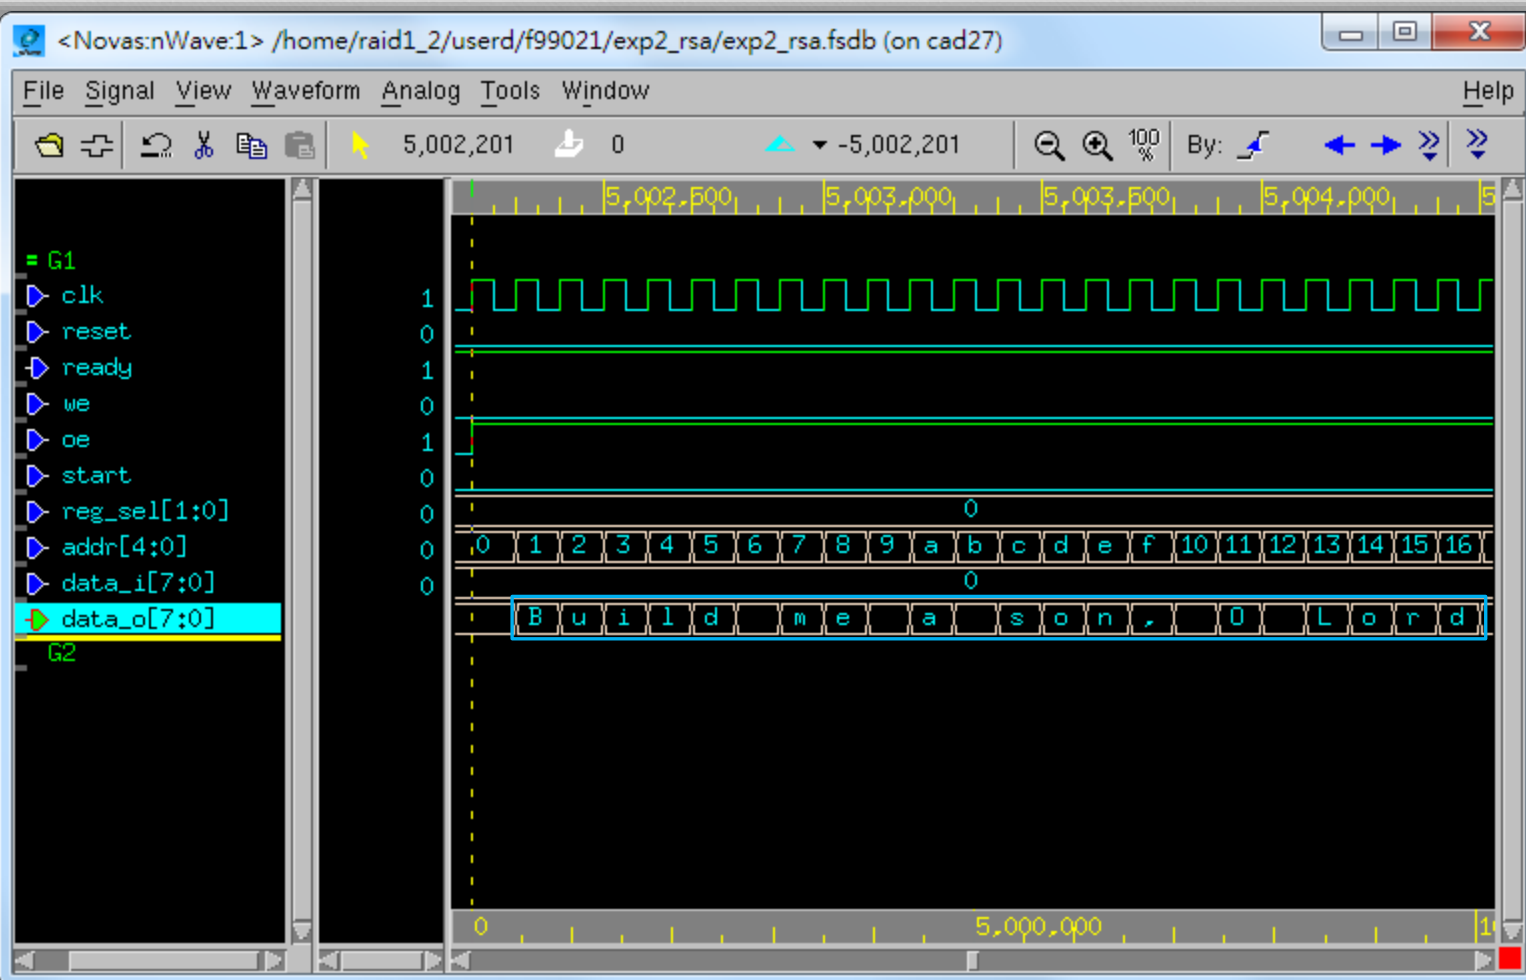 <Novas:nWave:1> /home/raid1_2/userd/f99021/exp2_rsa/exp2_rsa.fsdb (on cad27)
File Signal View Waveform Analog Tools Window Help
5,002,201 0 -5,002,201 100 % By:
5,002,500 5,003,000 5,003,500 5,004,000 5
= G1
clk 1
reset 0
ready 1
we 0
oe 1
start 0
reg_sel[1:0] 0 0
addr[4:0] 0 0 1 2 3 4 5 6 7 8 9 a b c d e f 10 11 12 13 14 15 16
data_i[7:0] 0 0
data_o[7:0] B u i l d m e a s o n , O L o r d
G2
0 5,000,000 1